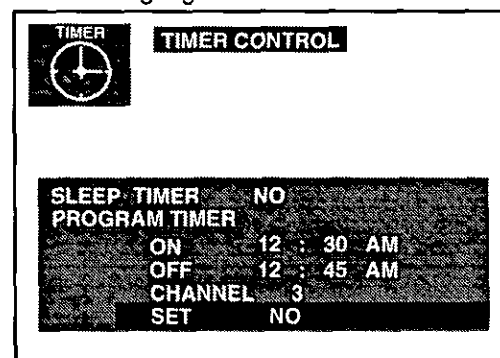 TIMER
TIMER CONTROL
SLEEP TIMER NO
PROGRAM TIMER
ON 12 : 30 AM
OFF 12 : 45 AM
CHANNEL 3
SET NO